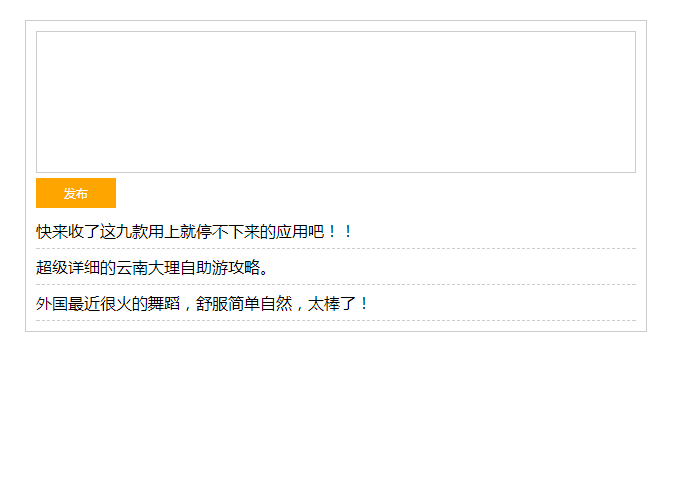 发布
快来收了这九款用上就停不下来的应用吧！！
超级详细的云南大理自助游攻略。
外国最近很火的舞蹈，舒服简单自然，太棒了！